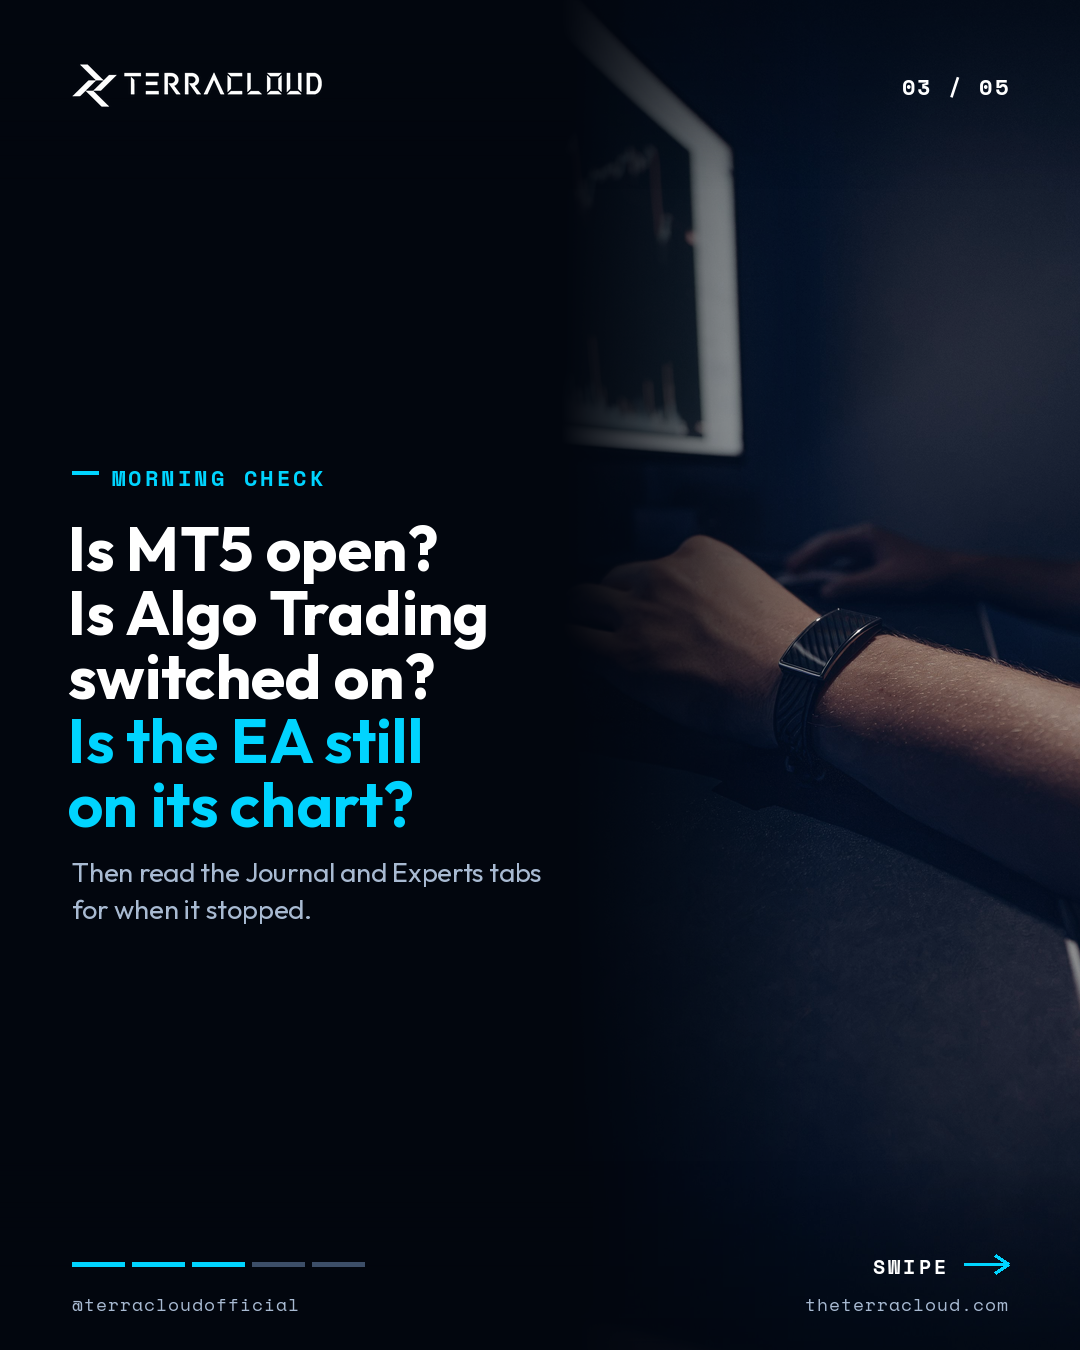 TERRACLOUD
03 / 05
MORNING CHECK
Is MT5 open?
Is Algo Trading
switched on?
Is the EA still
on its chart?
Then read the Journal and Experts tabs
for when it stopped.
SWIPE
@terracloudofficial
theterracloud.com